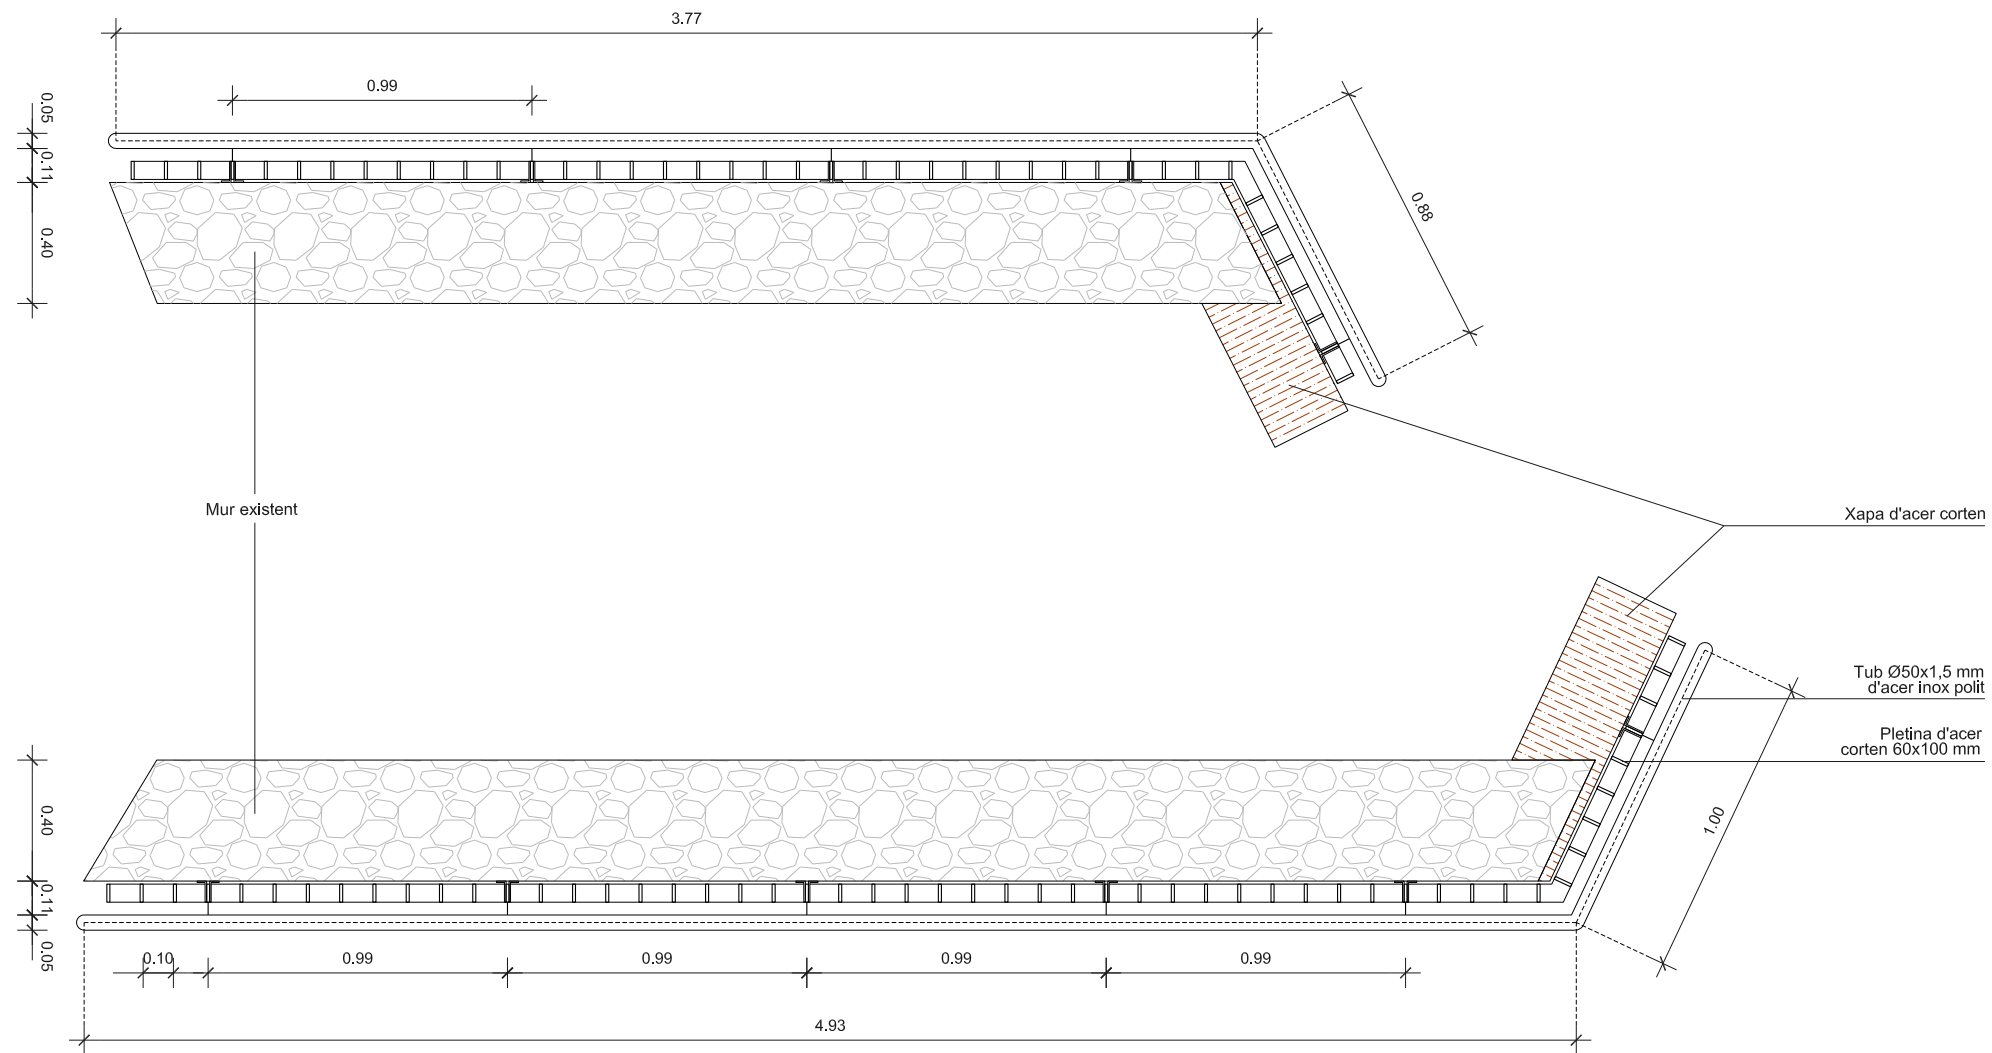 3.77
0.99
0.05
0.11
0.40
0.88
Mur existent
Xapa d'acer corten
Tub Ø50x1,5 mm
d'acer inox polit
Pletina d'acer
corten 60x100 mm
0.40
1.00
0.11
0.05
0.10
0.99
0.99
0.99
0.99
4.93